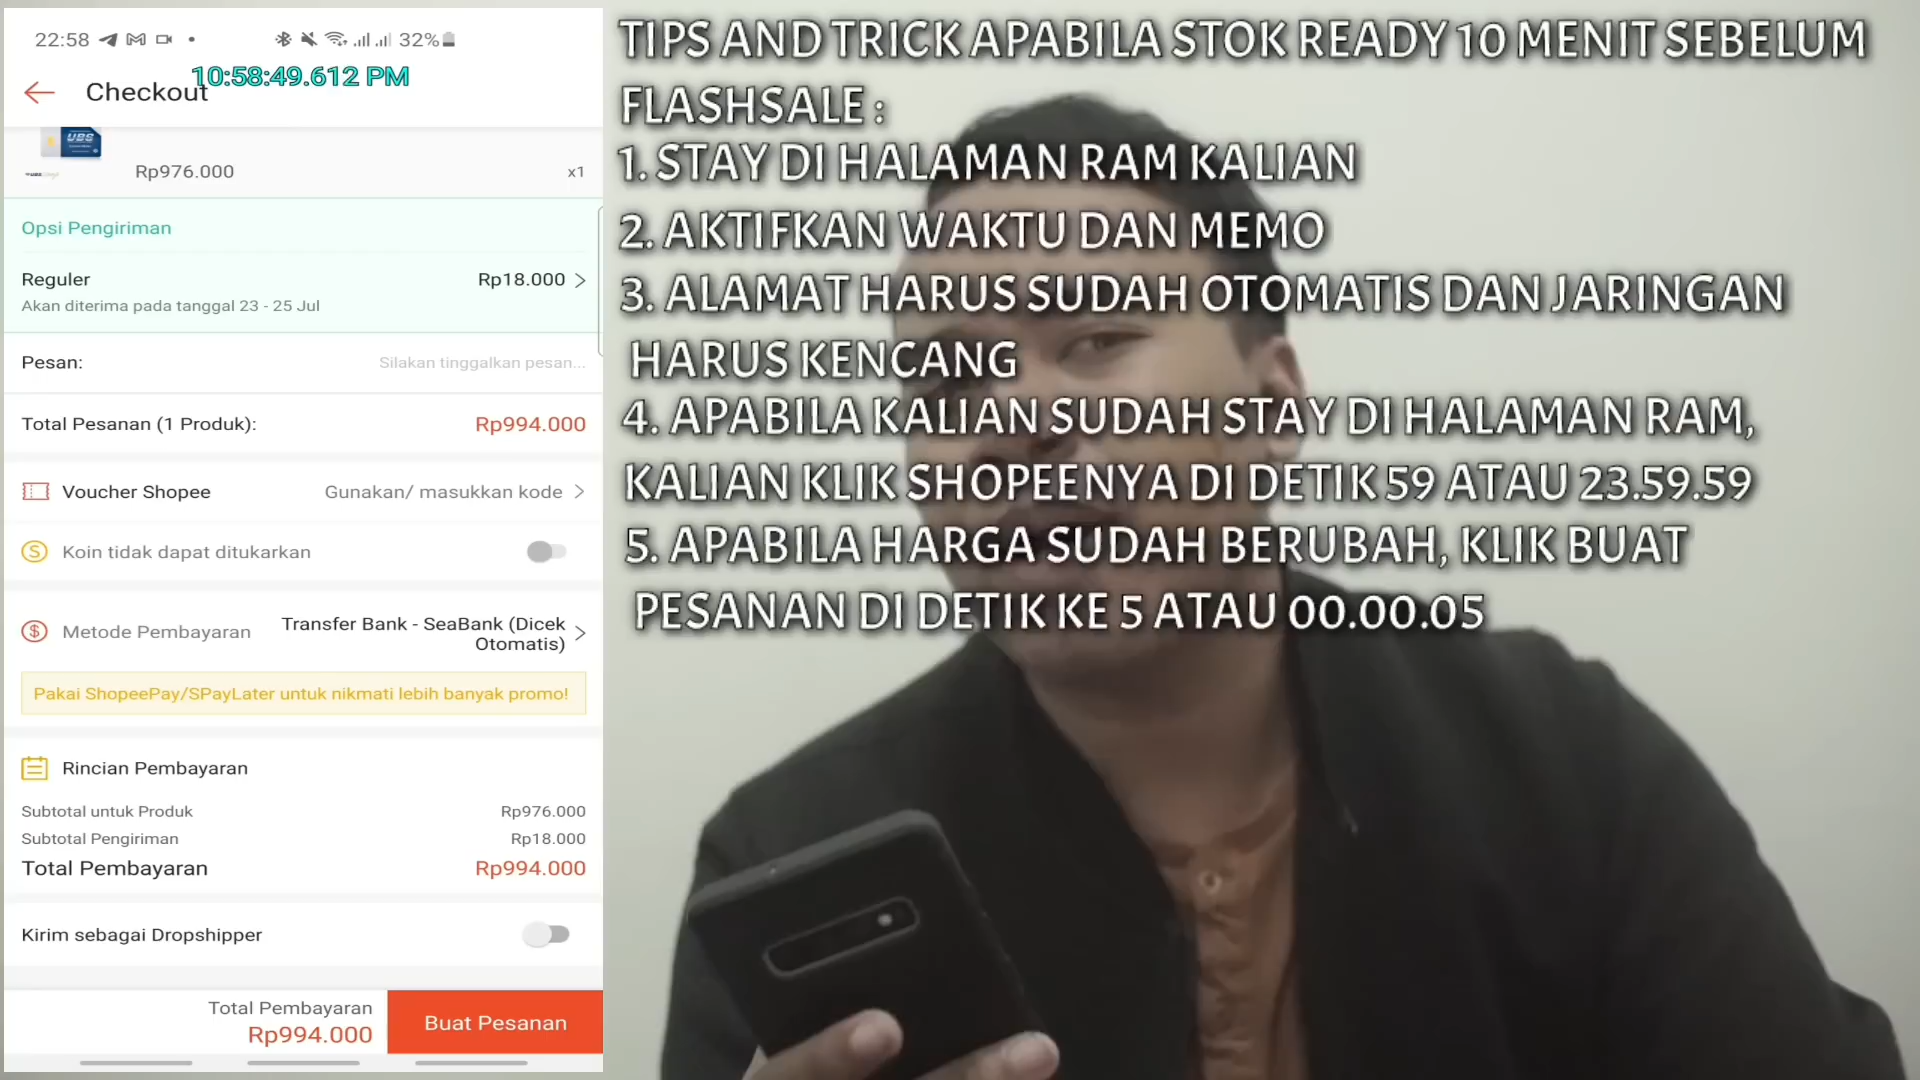 22:58
32%
10:58:49.612 PM
Checkout
UBS
Rp976.000
x1
Opsi Pengiriman
Reguler
Rp18.000
Akan diterima pada tanggal 23 - 25 Jul
Pesan:
Silakan tinggalkan pesan...
Total Pesanan (1 Produk):
Rp994.000
Voucher Shopee
Gunakan/ masukkan kode
Koin tidak dapat ditukarkan
Metode Pembayaran
Transfer Bank - SeaBank (Dicek
Otomatis)
Pakai ShopeePay/SPayLater untuk nikmati lebih banyak promo!
Rincian Pembayaran
Subtotal untuk Produk
Rp976.000
Subtotal Pengiriman
Rp18.000
Total Pembayaran
Rp994.000
Kirim sebagai Dropshipper
Total Pembayaran
Rp994.000
Buat Pesanan
TIPS AND TRICK APABILA STOK READY 10 MENIT SEBELUM
FLASHSALE :
1. STAY DI HALAMAN RAM KALIAN
2. AKTIFKAN WAKTU DAN MEMO
3. ALAMAT HARUS SUDAH OTOMATIS DAN JARINGAN
HARUS KENCANG
4. APABILA KALIAN SUDAH STAY DI HALAMAN RAM,
KALIAN KLIK SHOPEENYA DI DETIK 59 ATAU 23.59.59
5. APABILA HARGA SUDAH BERUBAH, KLIK BUAT
PESANAN DI DETIK KE 5 ATAU 00.00.05